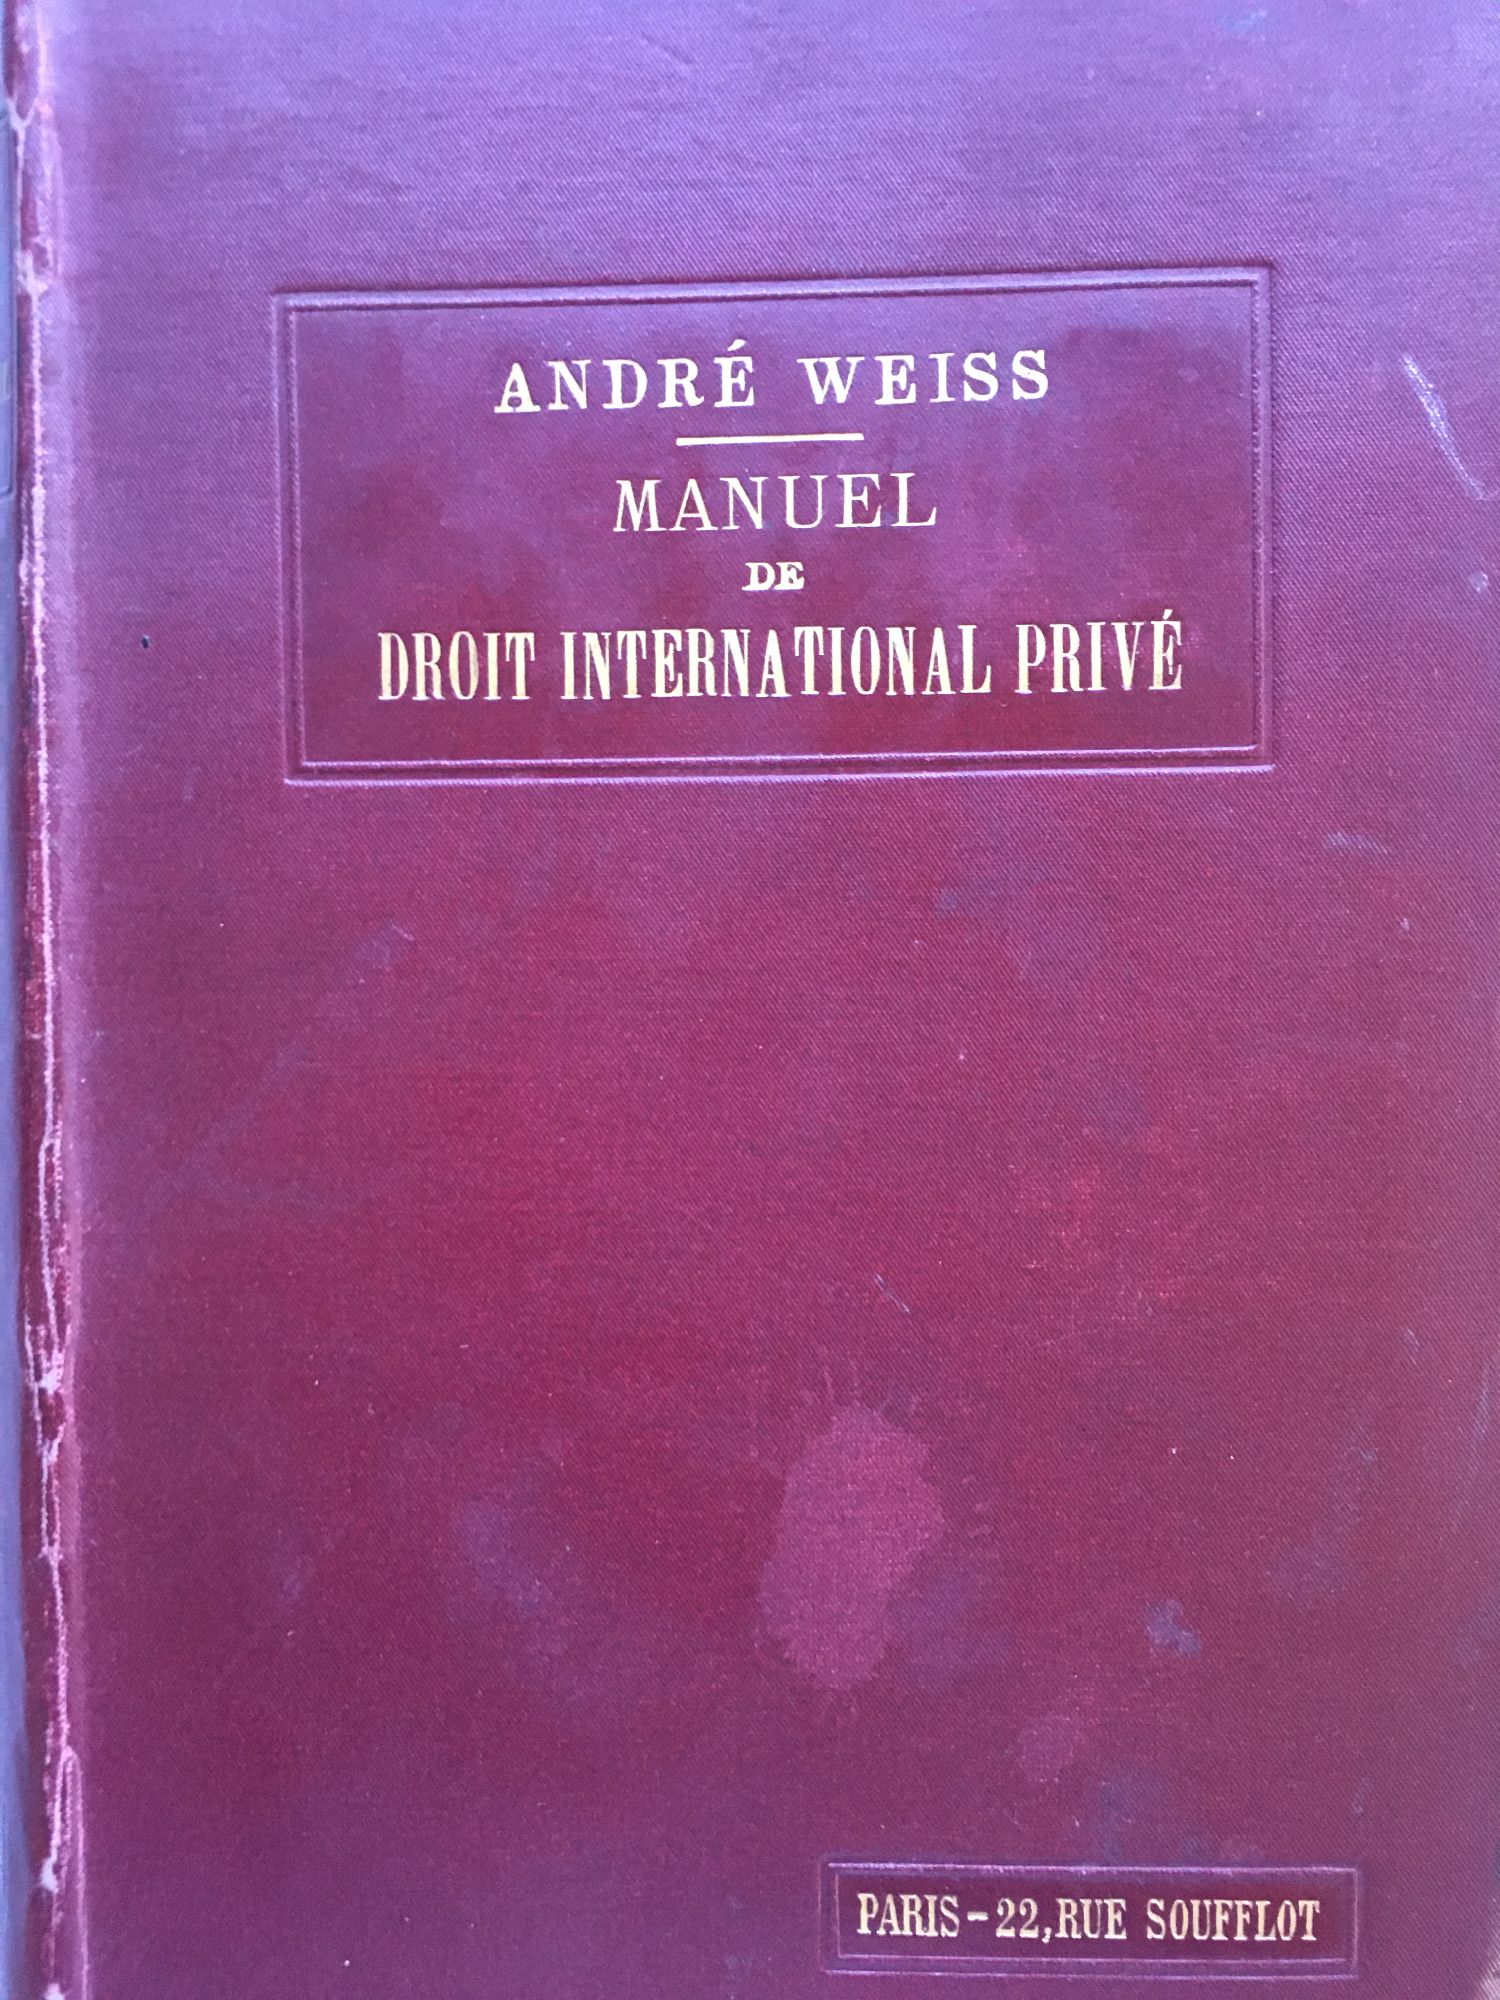 ANDRÉ WEISS
MANUEL
DE
DROIT INTERNATIONAL PRIVÉ
PARIS - 22, RUE SOUFFLOT